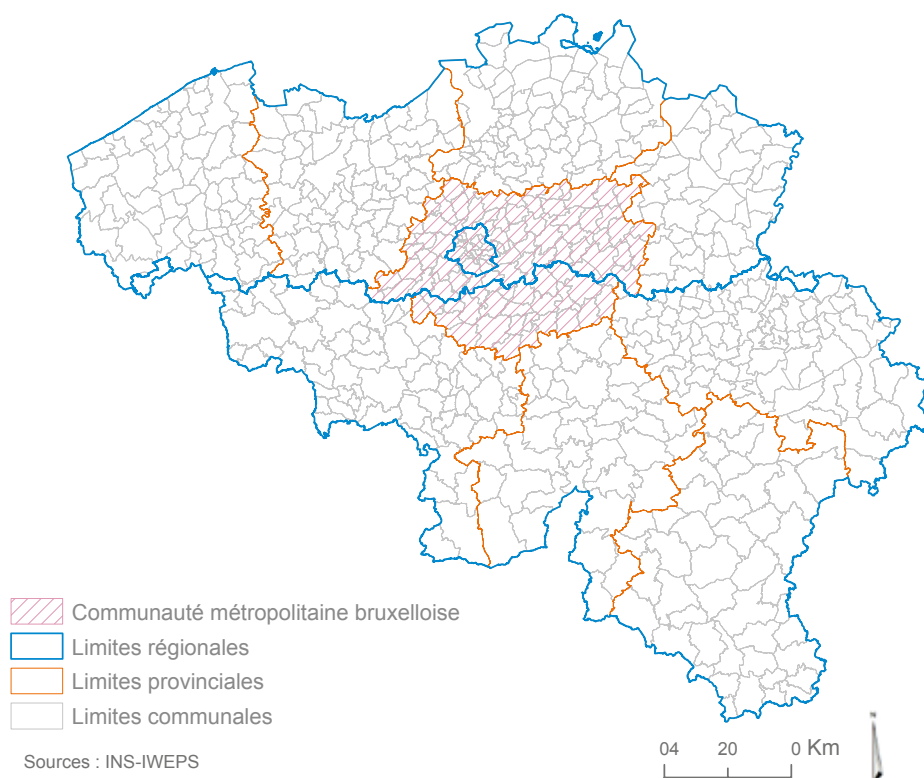 Communauté métropolitaine bruxelloise
Limites régionales
Limites provinciales
Limites communales
Sources : INS-IWEPS
04 20 0 Km